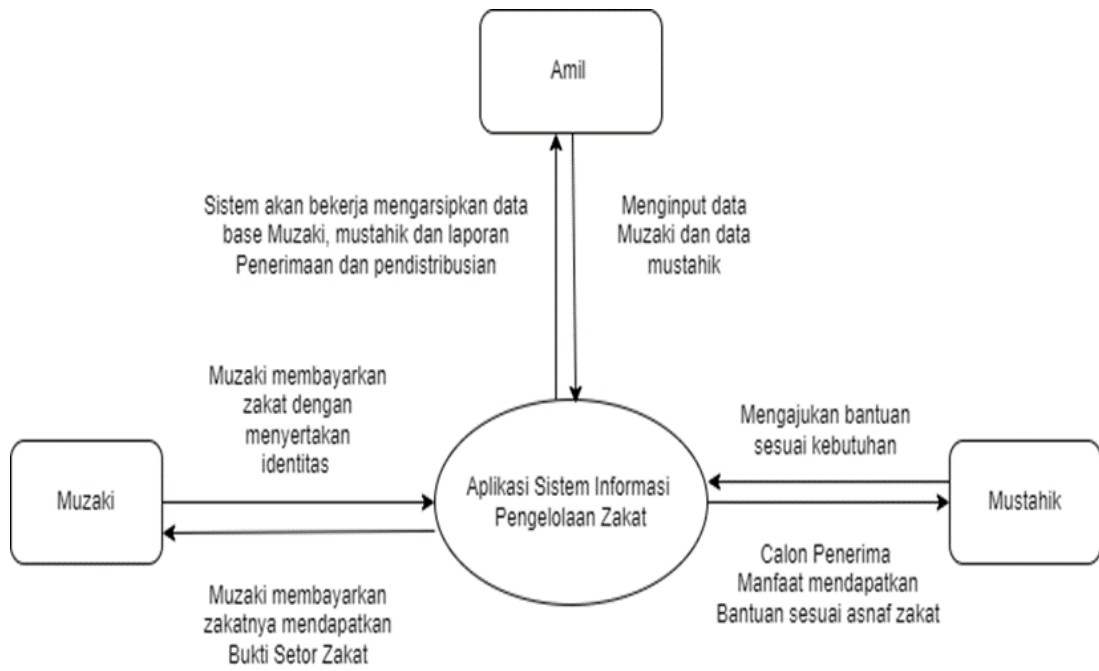 Amil
Sistem akan bekerja mengarsipkan data
base Muzaki, mustahik dan laporan
Penerimaan dan pendistribusian
Menginput data
Muzaki dan data
mustahik
Muzaki membayarkan
zakat dengan
menyertakan
identitas
Mengajukan bantuan
sesuai kebutuhan
Muzaki
Aplikasi Sistem Informasi
Pengelolaan Zakat
Mustahik
Muzaki membayarkan
zakatnya mendapatkan
Bukti Setor Zakat
Calon Penerima
Manfaat mendapatkan
Bantuan sesuai asnaf zakat